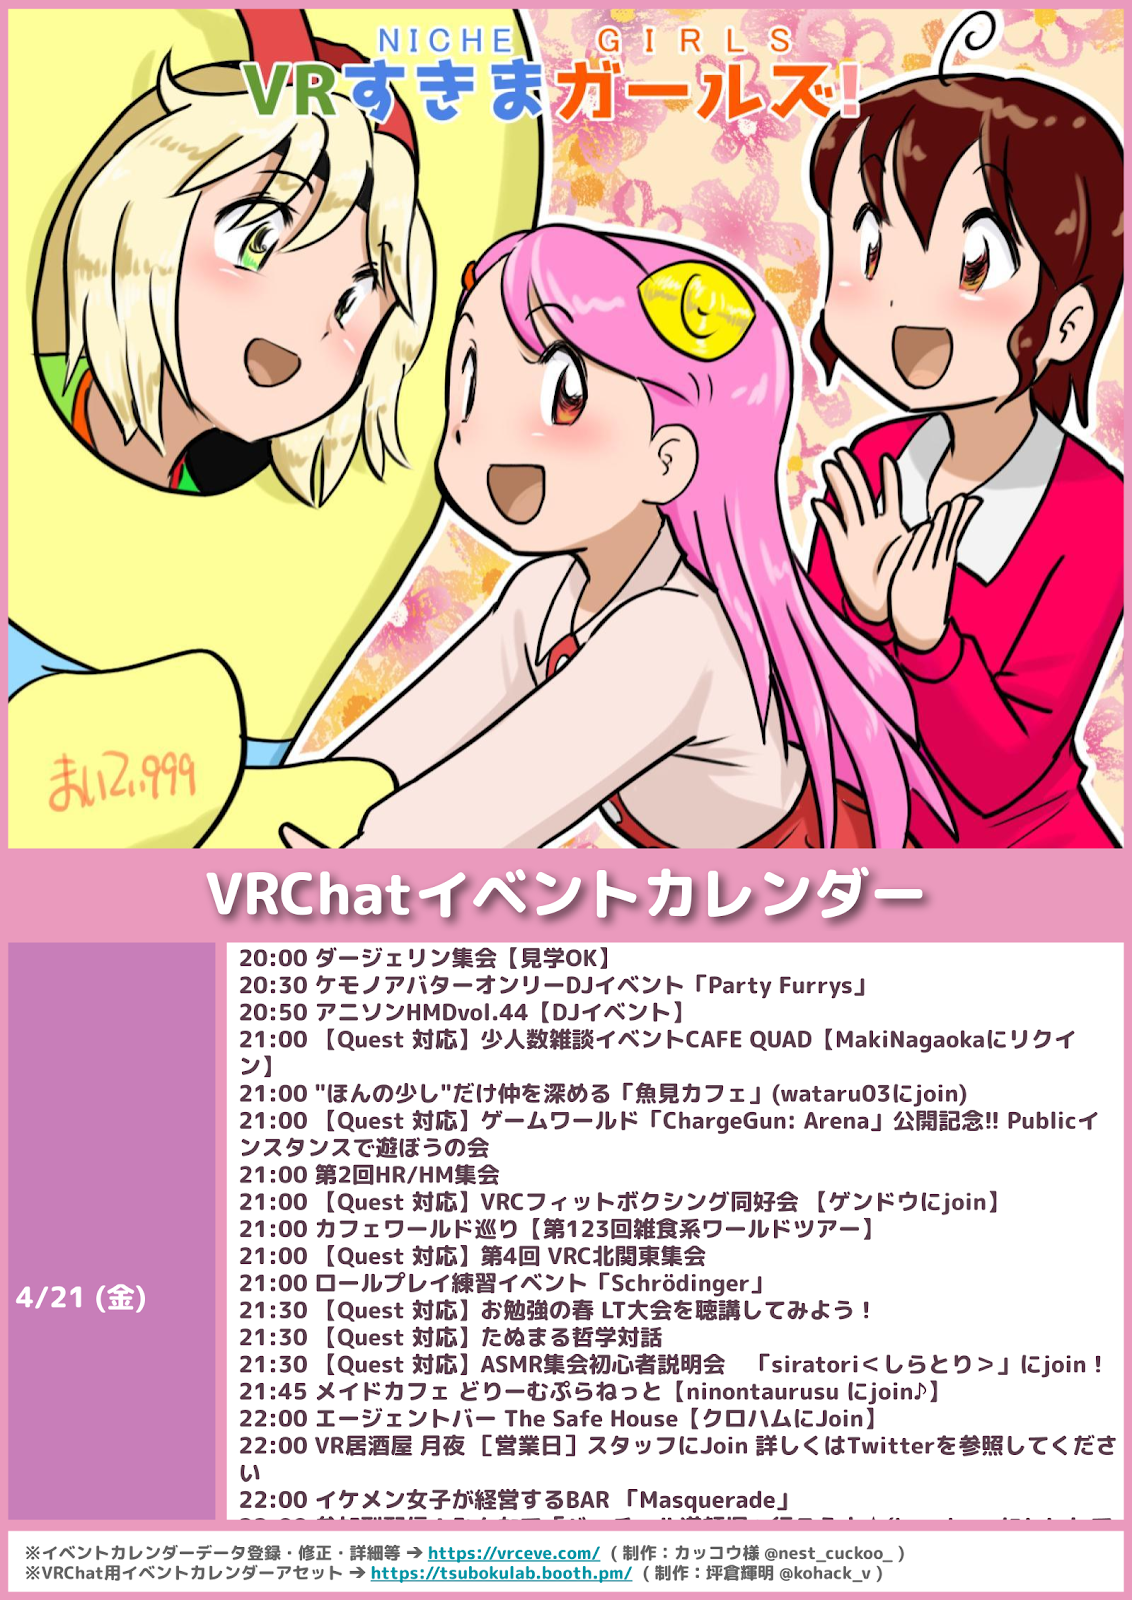 NICHE GIRLS
VRすきまガールズ!
まいてぃ999
VRChatイベントカレンダー
4/21 (金)
20:00 ダージェリン集会【見学OK】
20:30 ケモノアバターオンリーDJイベント「Party Furrys」
20:50 アニソンHMDvol.44【DJイベント】
21:00 【Quest 対応】少人数雑談イベントCAFE QUAD【MakiNagaokaにリクイ
ン】
21:00 "ほんの少し"だけ仲を深める「魚見カフェ」(wataru03にjoin)
21:00 【Quest 対応】ゲームワールド「ChargeGun: Arena」公開記念!! Publicイ
ンスタンスで遊ぼうの会
21:00 第2回HR/HM集会
21:00 【Quest 対応】VRCフィットボクシング同好会 【ゲンドウにjoin】
21:00 カフェワールド巡り【第123回雑食系ワールドツアー】
21:00 【Quest 対応】第4回 VRC北関東集会
21:00 ロールプレイ練習イベント「Schrödinger」
21:30 【Quest 対応】お勉強の春 LT大会を聴講してみよう！
21:30 【Quest 対応】たぬまる哲学対話
21:30 【Quest 対応】ASMR集会初心者説明会　「siratori＜しらとり＞」にjoin！
21:45 メイドカフェ どりーむぷらねっと【ninontaurusu にjoin♪】
22:00 エージェントバー The Safe House【クロハムにJoin】
22:00 VR居酒屋 月夜 ［営業日］スタッフにJoin 詳しくはTwitterを参照してくださ
い
22:00 イケメン女子が経営するBAR 「Masquerade」
※イベントカレンダーデータ登録・修正・詳細等 ➔ https://vrceve.com/ （ 制作：カッコウ様 @nest_cuckoo_ ）
※VRChat用イベントカレンダーアセット ➔ https://tsubokulab.booth.pm/ （ 制作：坪倉輝明 @kohack_v ）